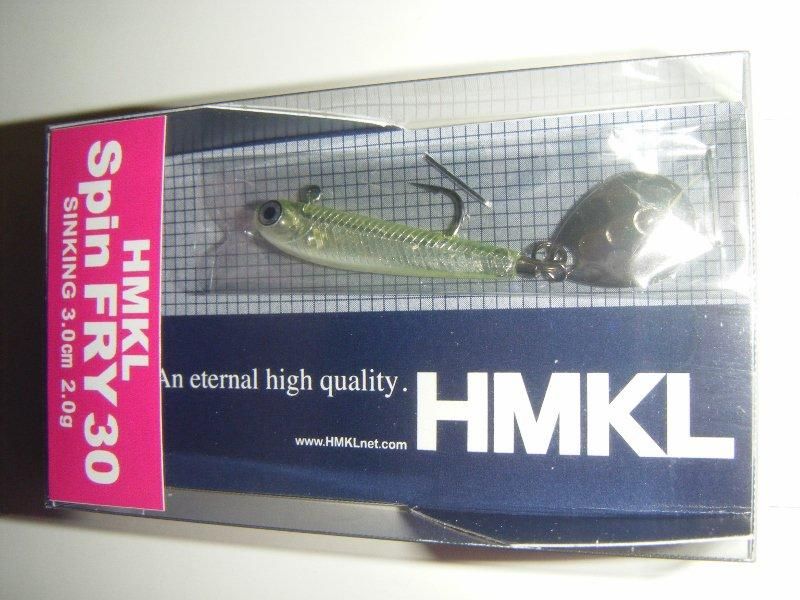 HMKL
Spin FRY 30
SINKING 3.0cm 2.0g
An eternal high quality.
HMKL
www.HMKLnet.com